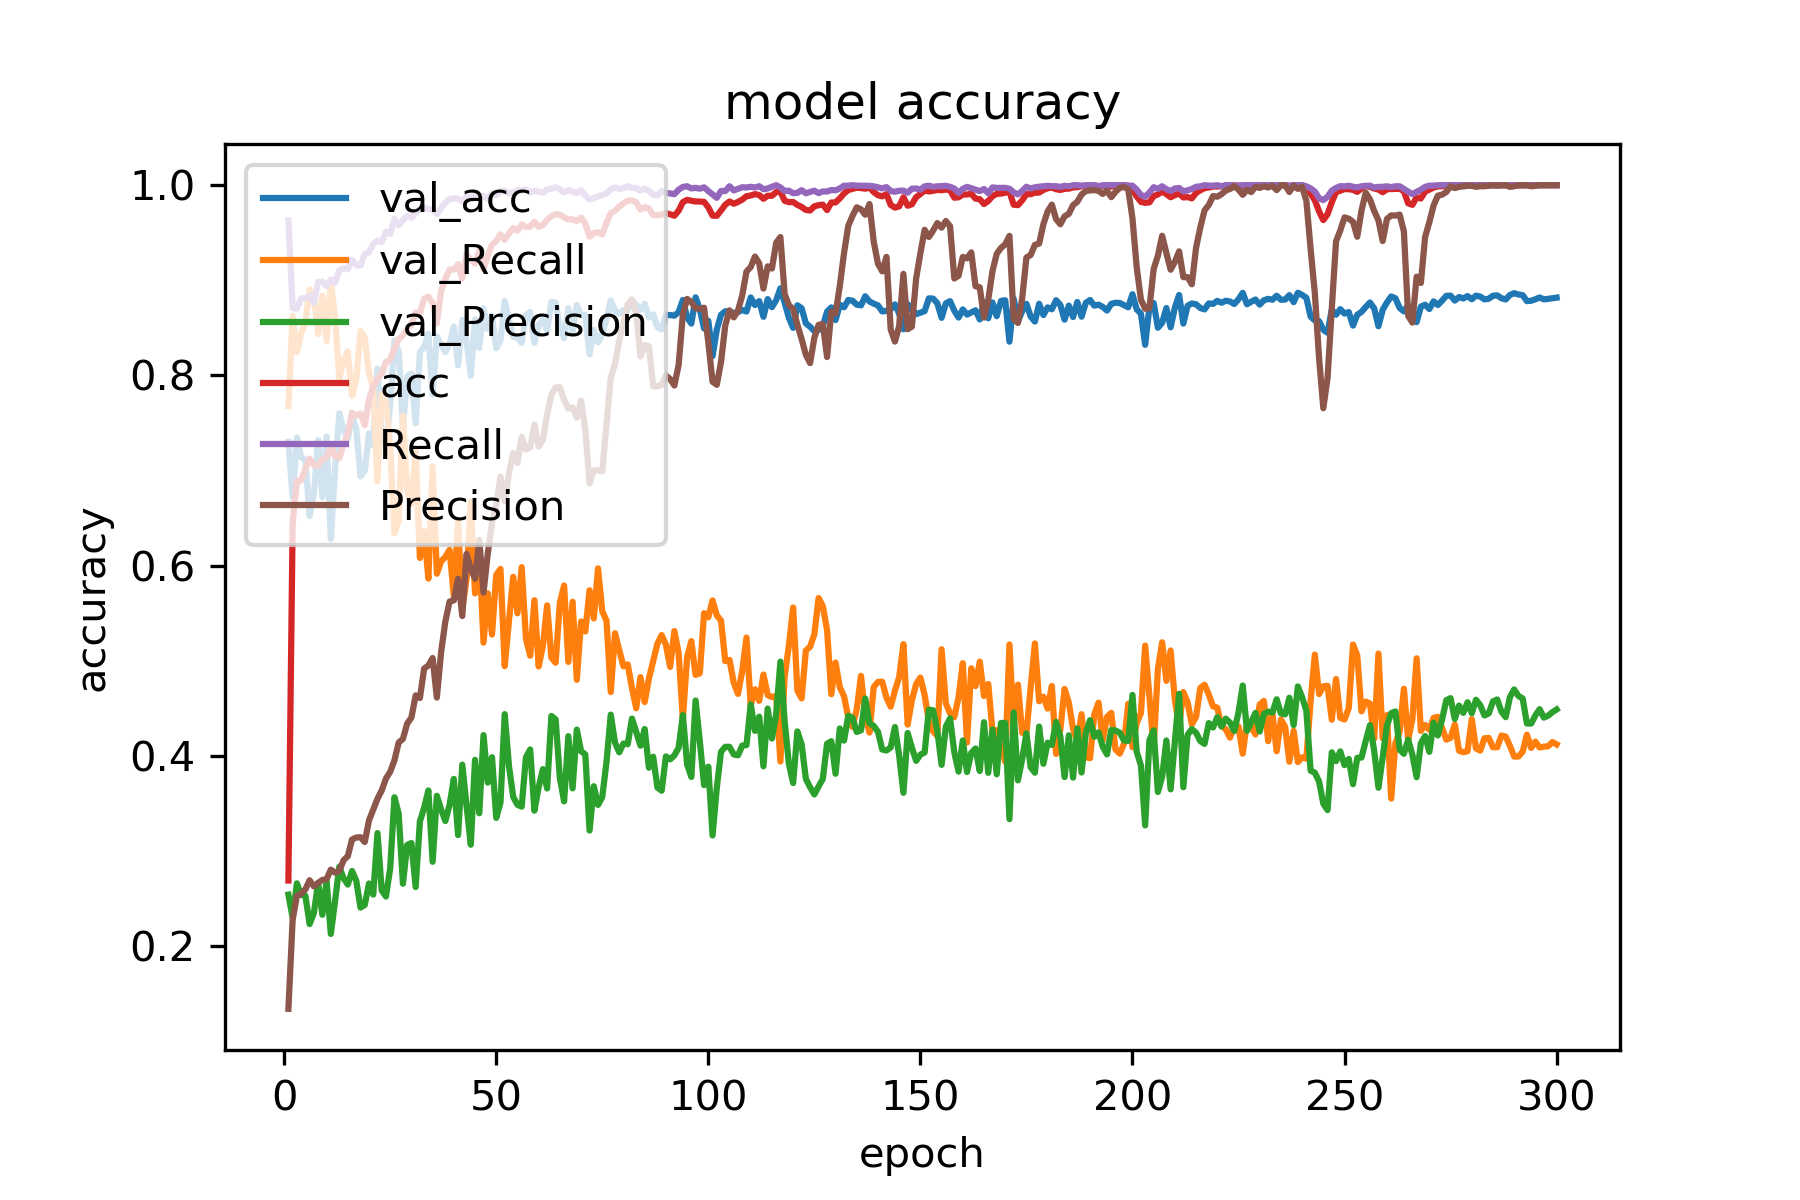 model accuracy
val_acc
val_Recall
val_Precision
acc
Recall
Precision
accuracy
1.0
0.8
0.6
0.4
0.2
0 50 100 150 200 250 300
epoch